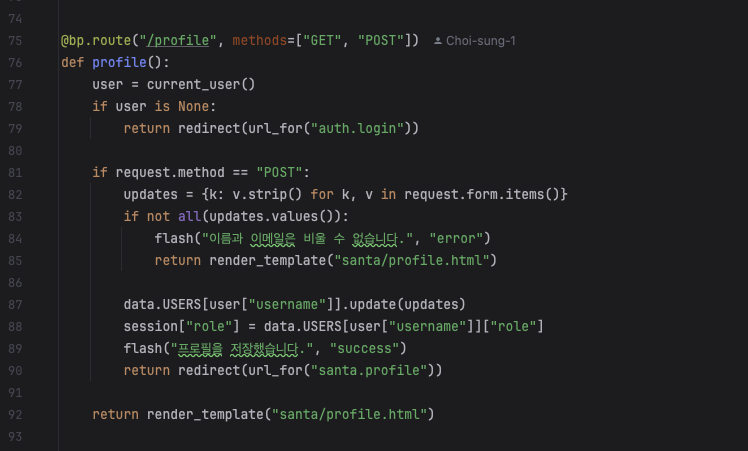 74
75 @bp.route("/profile", methods=["GET", "POST"]) Choi-sung-1
76 def profile():
77     user = current_user()
78     if user is None:
79         return redirect(url_for("auth.login"))
80
81     if request.method == "POST":
82         updates = {k: v.strip() for k, v in request.form.items()}
83         if not all(updates.values()):
84             flash("이름과 이메일은 비울 수 없습니다.", "error")
85             return render_template("santa/profile.html")
86
87         data.USERS[user["username"]].update(updates)
88         session["role"] = data.USERS[user["username"]]["role"]
89         flash("프로필을 저장했습니다.", "success")
90         return redirect(url_for("santa.profile"))
91
92     return render_template("santa/profile.html")
93